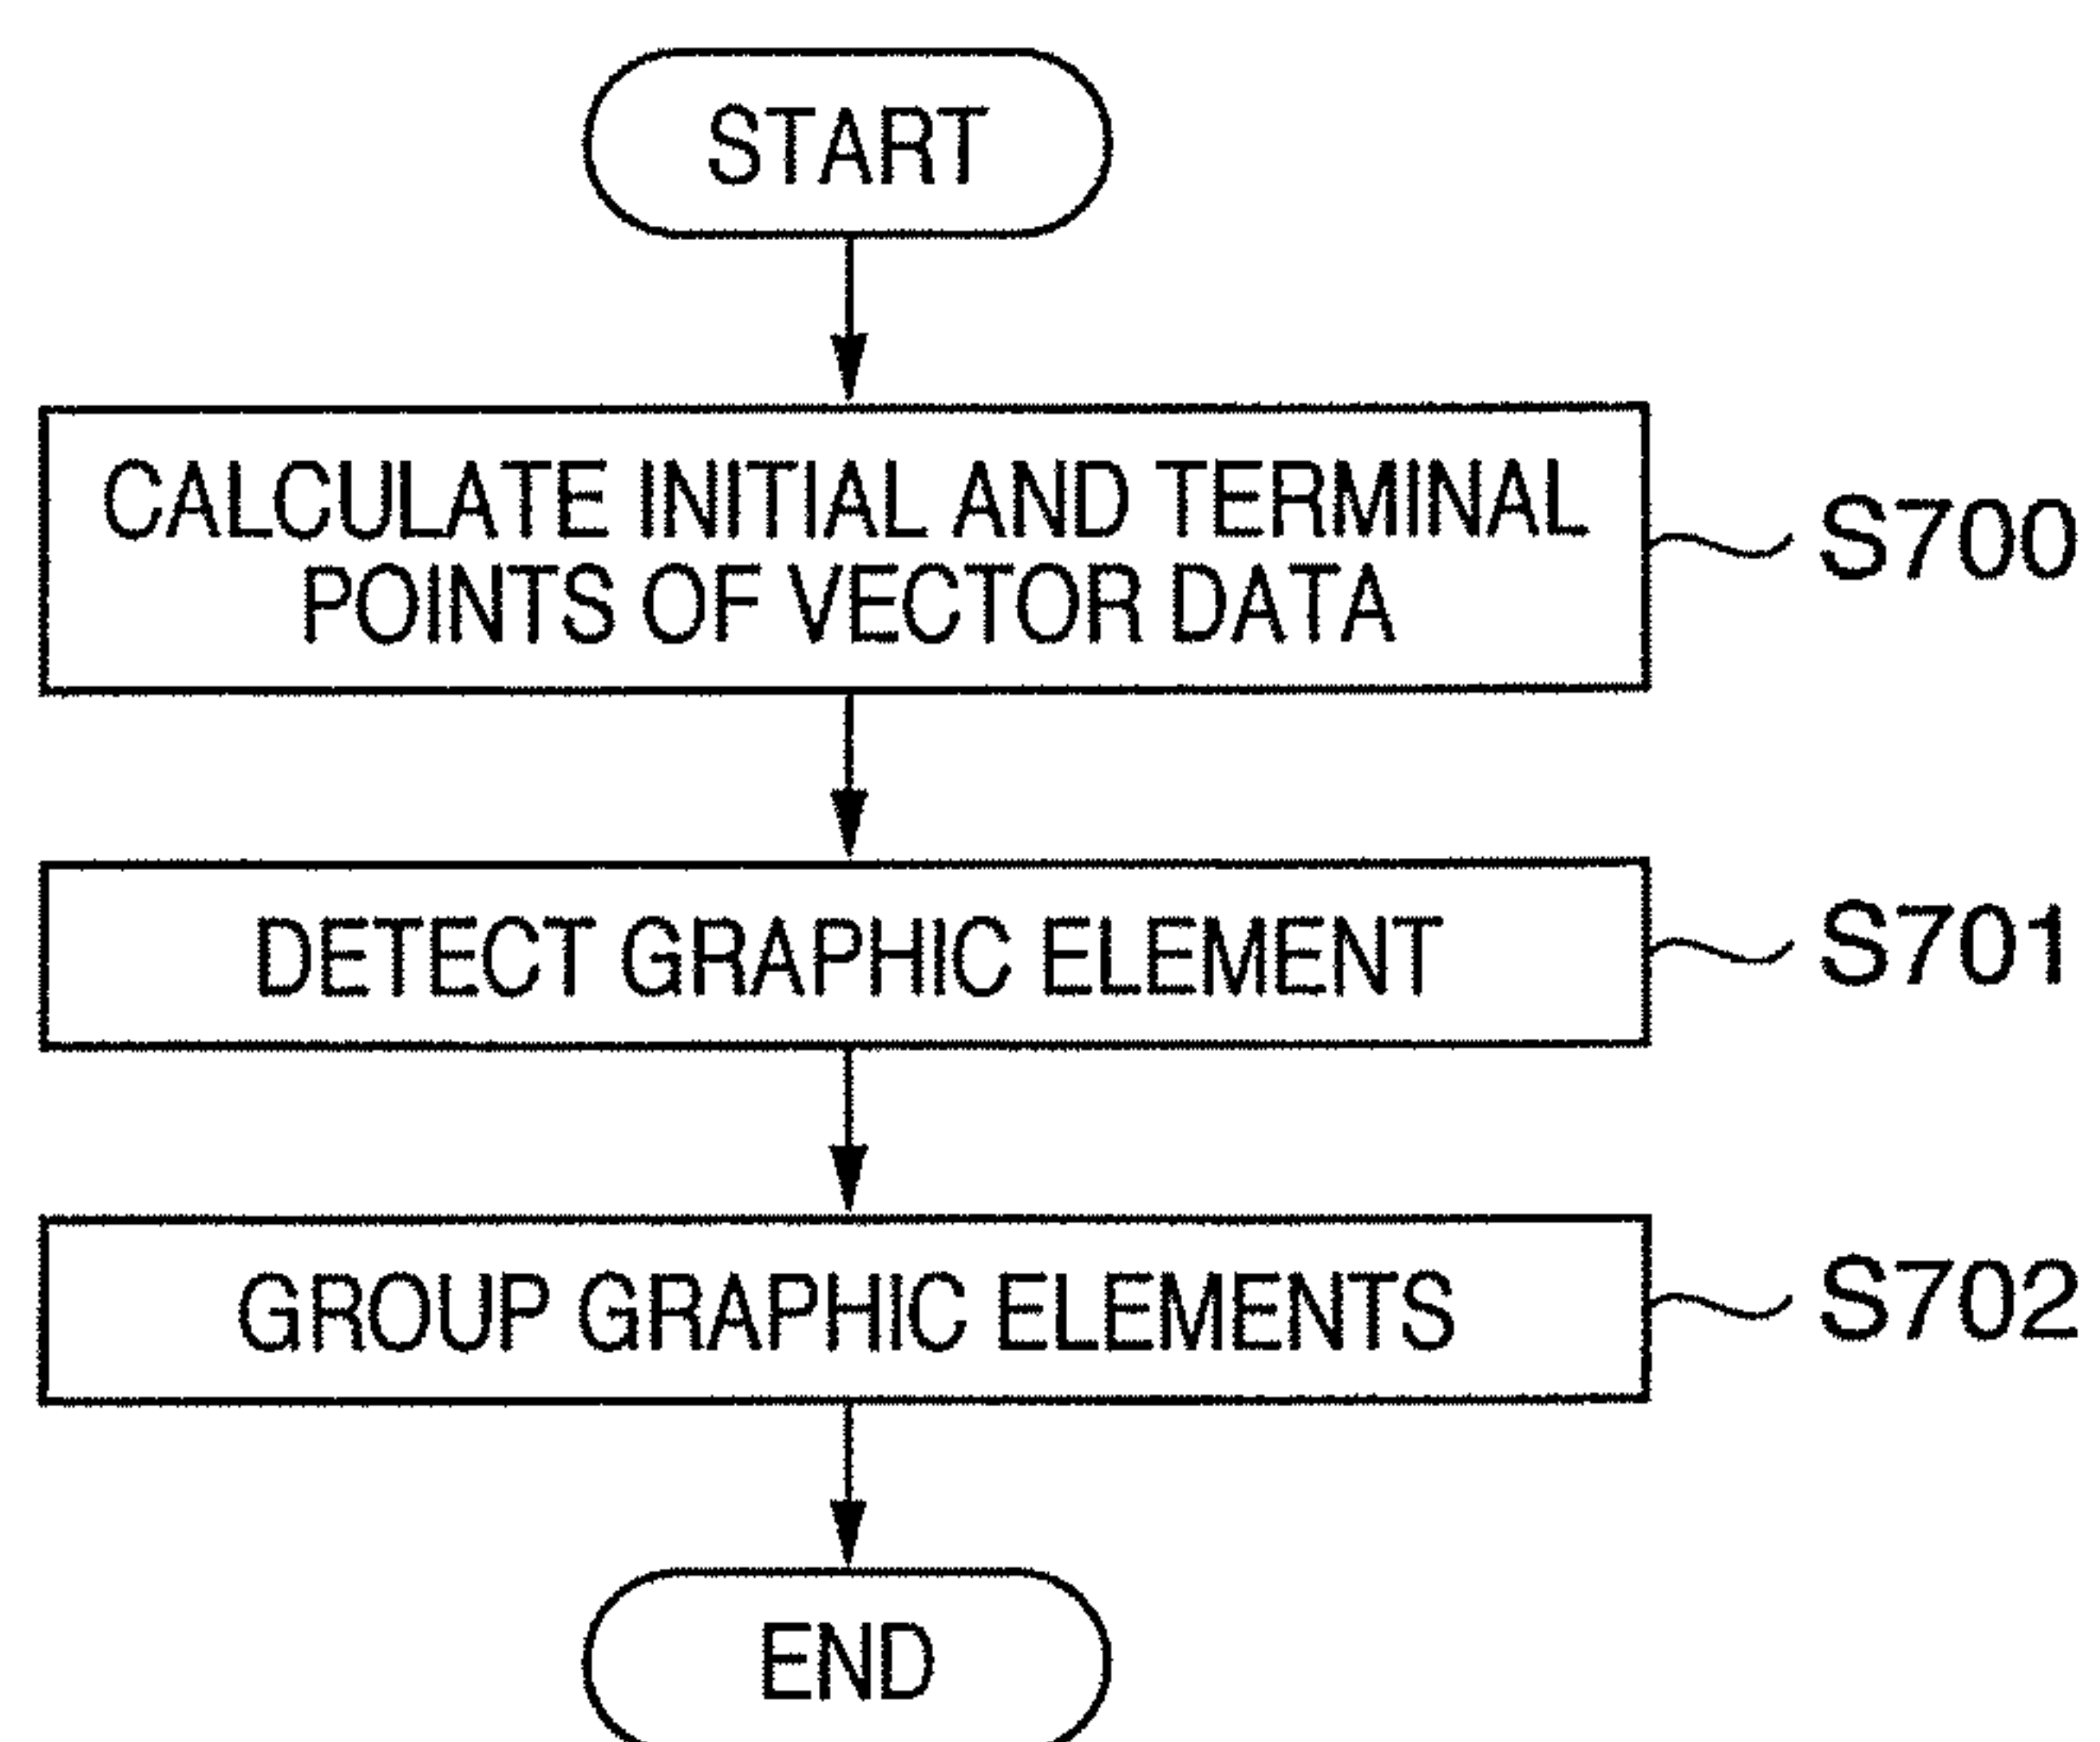 START
CALCULATE INITIAL AND TERMINAL
POINTS OF VECTOR DATA
S700
DETECT GRAPHIC ELEMENT
S701
GROUP GRAPHIC ELEMENTS
S702
END